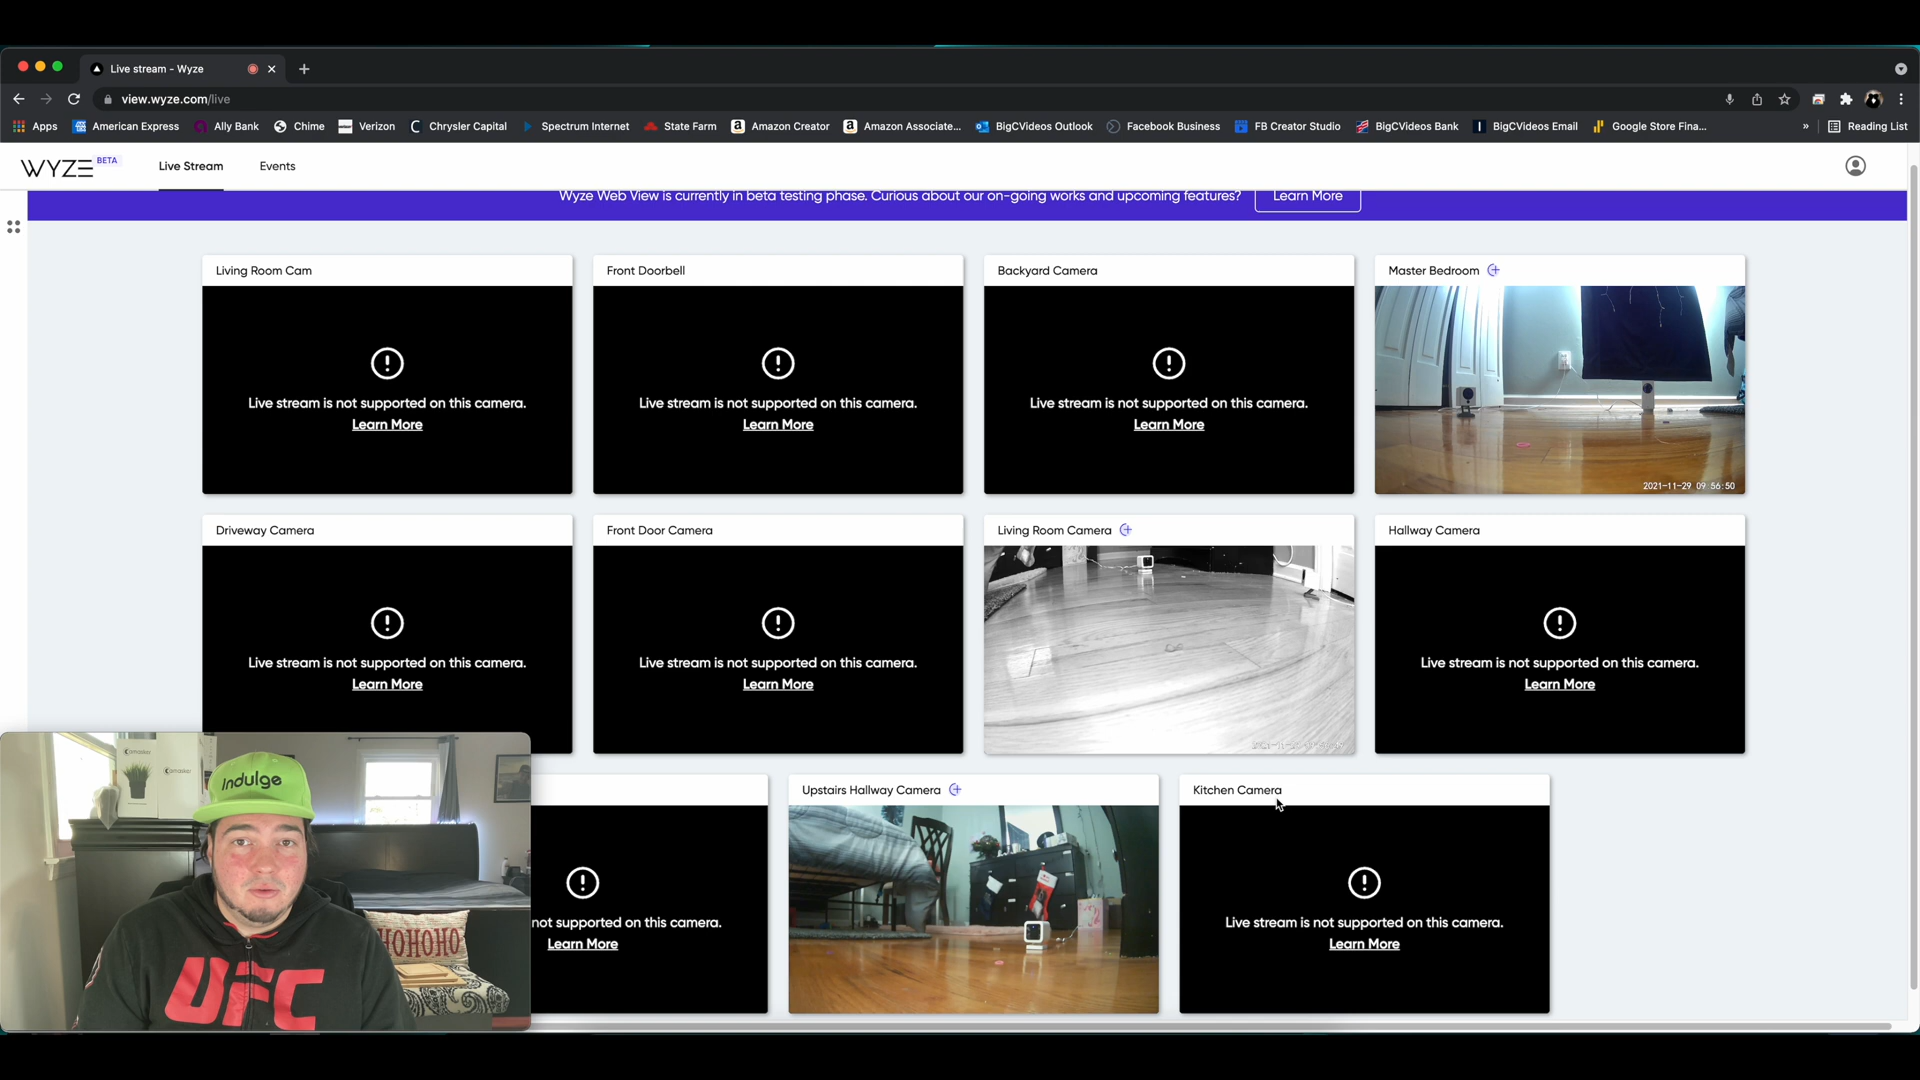 Live stream - Wyze
view.wyze.com/live
Apps American Express Ally Bank Chime Verizon Chrysler Capital Spectrum Internet State Farm Amazon Creator Amazon Associate... BigCVideos Outlook Facebook Business FB Creator Studio BigCVideos Bank BigCVideos Email Google Store Fina... » Reading List
WYZE BETA Live Stream Events
Wyze Web View is currently in beta testing phase. Curious about our on-going works and upcoming features? Learn More
Living Room Cam
Live stream is not supported on this camera.
Learn More
Front Doorbell
Live stream is not supported on this camera.
Learn More
Backyard Camera
Live stream is not supported on this camera.
Learn More
Master Bedroom
2021-11-29 09:56:50
Driveway Camera
Live stream is not supported on this camera.
Learn More
Front Door Camera
Live stream is not supported on this camera.
Learn More
Living Room Camera
Hallway Camera
Live stream is not supported on this camera.
Learn More
not supported on this camera.
Learn More
Upstairs Hallway Camera
Kitchen Camera
Live stream is not supported on this camera.
Learn More
Indulge
HOHOHO
UFC